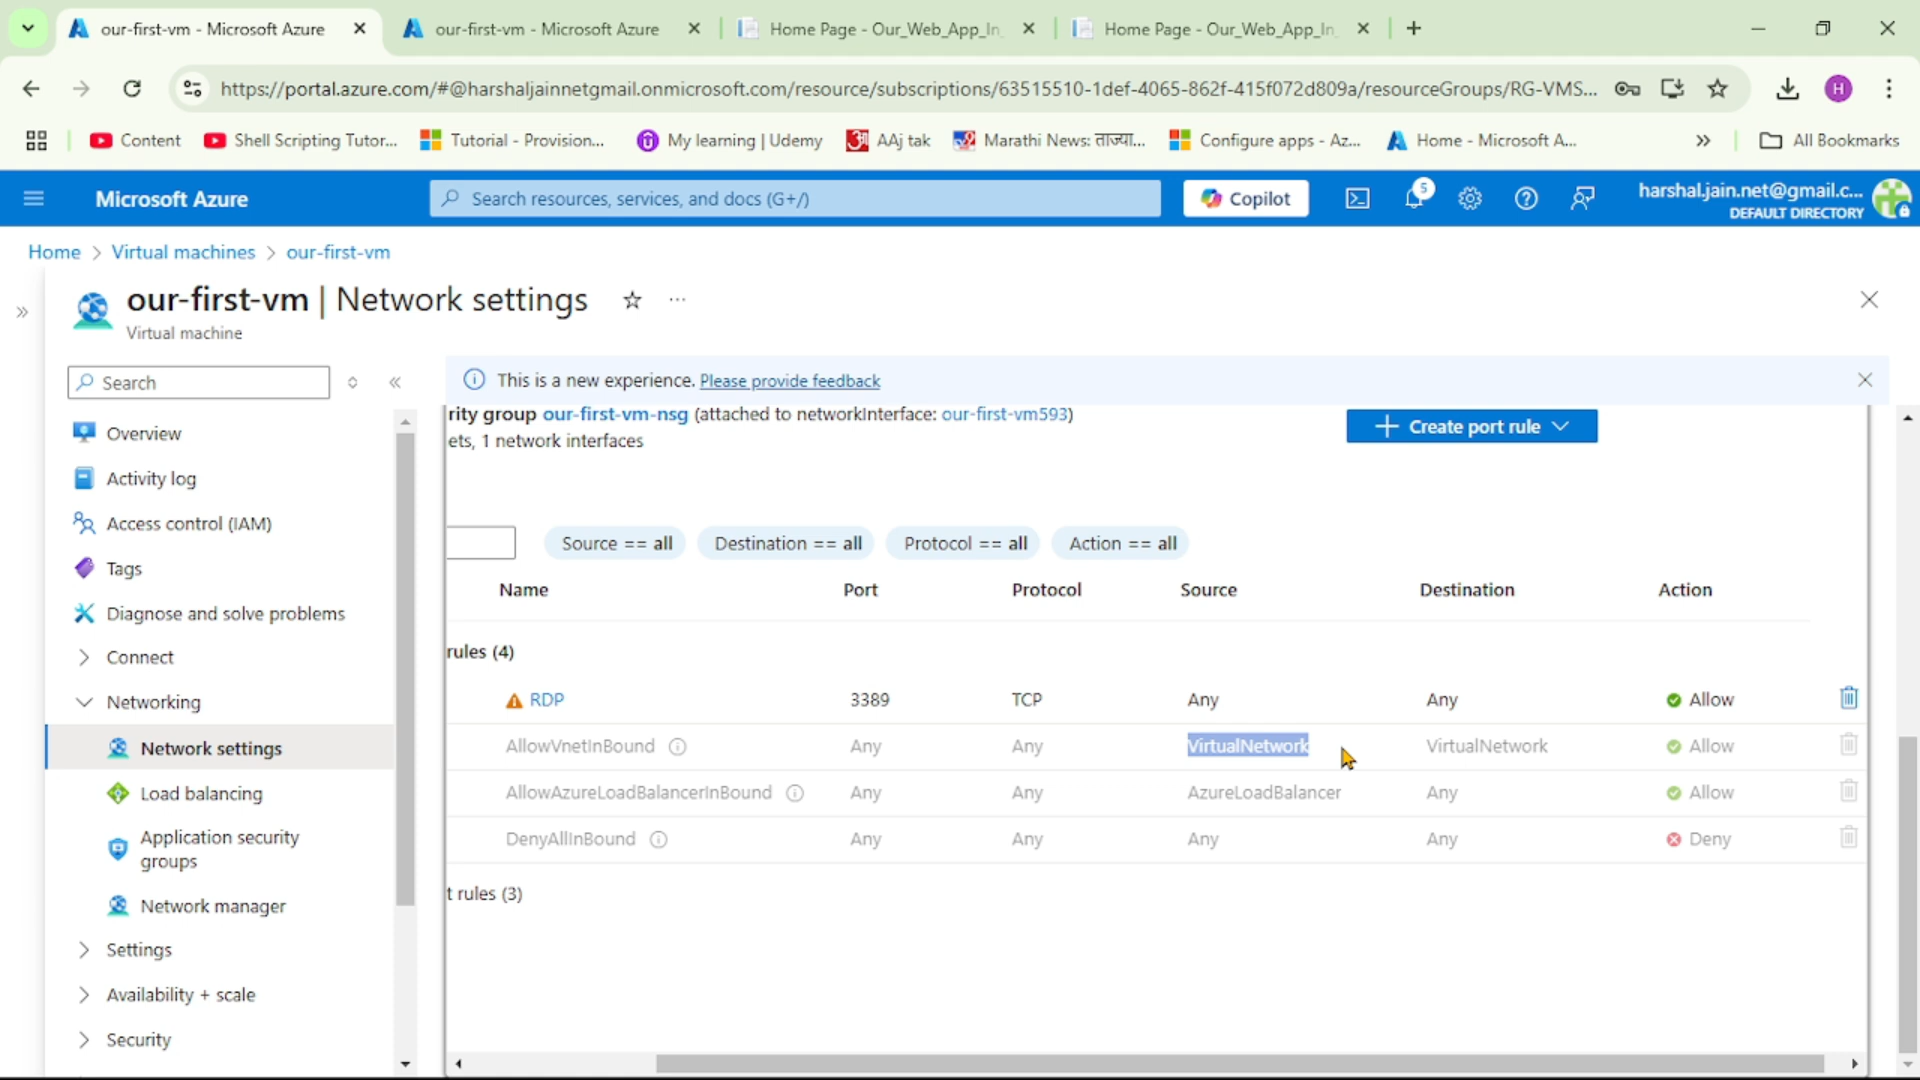 our-first-vm - Microsoft Azure
our-first-vm - Microsoft Azure
Home Page - Our_Web_App_In
Home Page - Our_Web_App_In
https://portal.azure.com/#@harshaljainnetgmail.onmicrosoft.com/resource/subscriptions/63515510-1def-4065-862f-415f072d809a/resourceGroups/RG-VMS...
H
Content
Shell Scripting Tutor...
Tutorial - Provision...
My learning | Udemy
AAj tak
Marathi News: ताज्या...
Configure apps - Az...
Home - Microsoft A...
All Bookmarks
Microsoft Azure
Search resources, services, and docs (G+/)
Copilot
5
harshal.jain.net@gmail.c...
DEFAULT DIRECTORY
Home > Virtual machines > our-first-vm
our-first-vm | Network settings
Virtual machine
Search
This is a new experience. Please provide feedback
Overview
Activity log
Access control (IAM)
Tags
Diagnose and solve problems
Connect
Networking
Network settings
Load balancing
Application security
groups
Network manager
Settings
Availability + scale
Security
rity group our-first-vm-nsg (attached to networkInterface: our-first-vm593)
ets, 1 network interfaces
Create port rule
Source == all
Destination == all
Protocol == all
Action == all
Name Port Protocol Source Destination Action
rules (4)
RDP 3389 TCP Any Any Allow
AllowVnetInBound Any Any VirtualNetwork VirtualNetwork Allow
AllowAzureLoadBalancerInBound Any Any AzureLoadBalancer Any Allow
DenyAllInBound Any Any Any Any Deny
t rules (3)